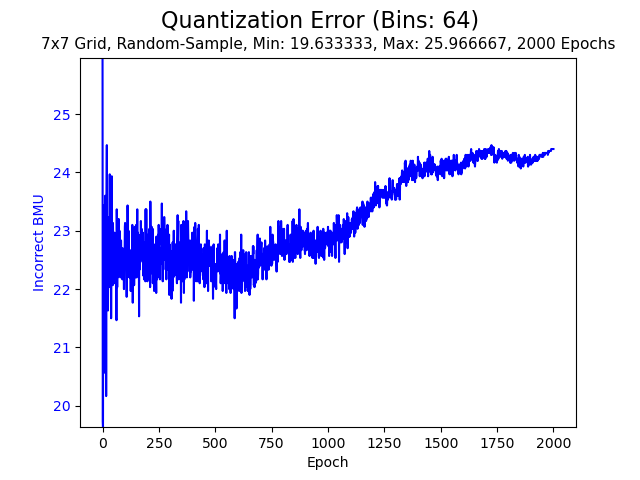 Quantization Error (Bins: 64)
7x7 Grid, Random-Sample, Min: 19.633333, Max: 25.966667, 2000 Epochs
25
24
23
22
21
20
Incorrect BMU
0 250 500 750 1000 1250 1500 1750 2000
Epoch